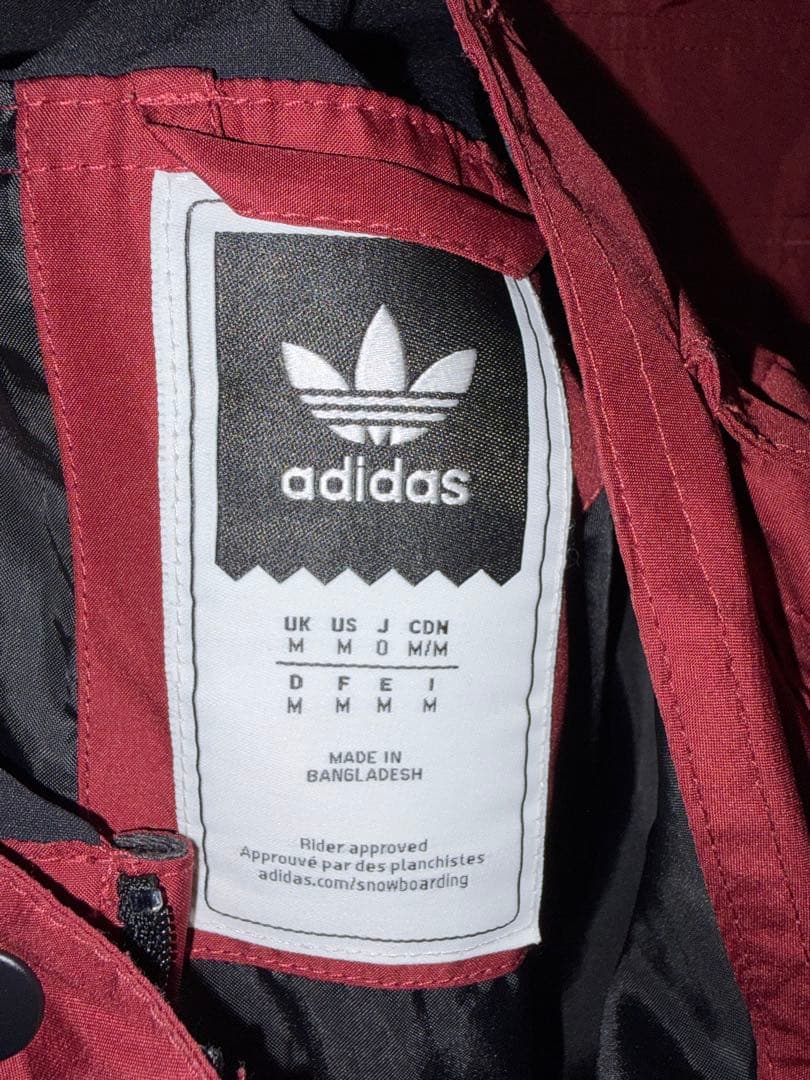 adidas
UK US J CDN
M M O M/M
D F E I
M M M M
MADE IN
BANGLADESH
Rider approved
Approuvé par des planchistes
adidas.com/snowboarding